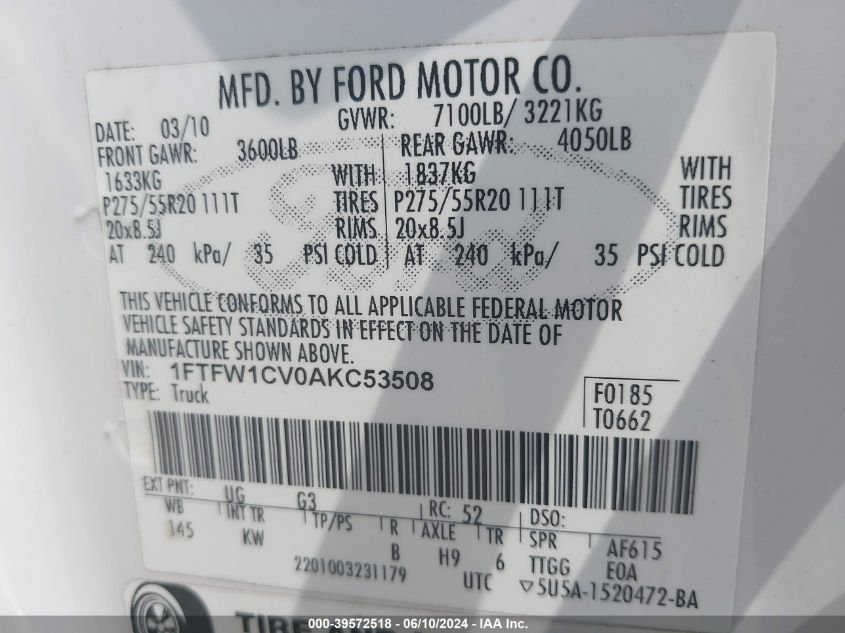 MFD. BY FORD MOTOR CO.
DATE: 03/10 GVWR: 7100LB/ 3221KG
FRONT GAWR: 3600LB REAR GAWR: 4050LB
1633KG WITH 1837KG WITH
P275/55R20 111T TIRES P275/55R20 111T TIRES
20x8.5J RIMS 20x8.5J RIMS
AT 240 kPa/ 35 PSI COLD AT 240 kPa/ 35 PSI COLD
Ford
THIS VEHICLE CONFORMS TO ALL APPLICABLE FEDERAL MOTOR
VEHICLE SAFETY STANDARDS IN EFFECT ON THE DATE OF
MANUFACTURE SHOWN ABOVE.
VIN: 1FTFW1CV0AKC53508
TYPE: Truck
F0185
T0662
EXT PNT: UG G3 RC: 52 DSO:
WB INT TR TP/PS R AXLE TR SPR AF615
145 KW B H9 6 TTGG E0A
2201003231179 UTC ▽5U5A-1520472-BA
TIRE AND
000-39572518 - 06/10/2024 - IAA, Inc.